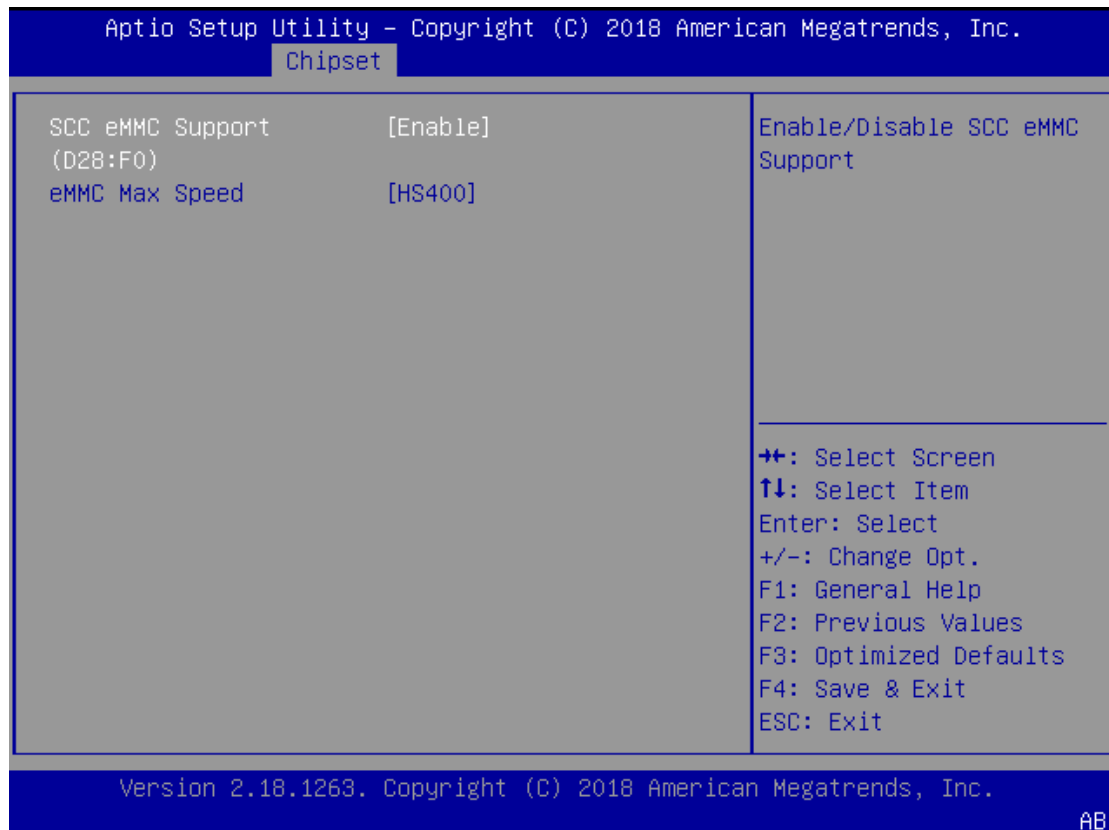 Aptio Setup Utility – Copyright (C) 2018 American Megatrends, Inc.
Chipset
SCC eMMC Support [Enable]
(D28:F0)
eMMC Max Speed [HS400]
Enable/Disable SCC eMMC
Support
→←: Select Screen
↑↓: Select Item
Enter: Select
+/-: Change Opt.
F1: General Help
F2: Previous Values
F3: Optimized Defaults
F4: Save & Exit
ESC: Exit
Version 2.18.1263. Copyright (C) 2018 American Megatrends, Inc.
AB